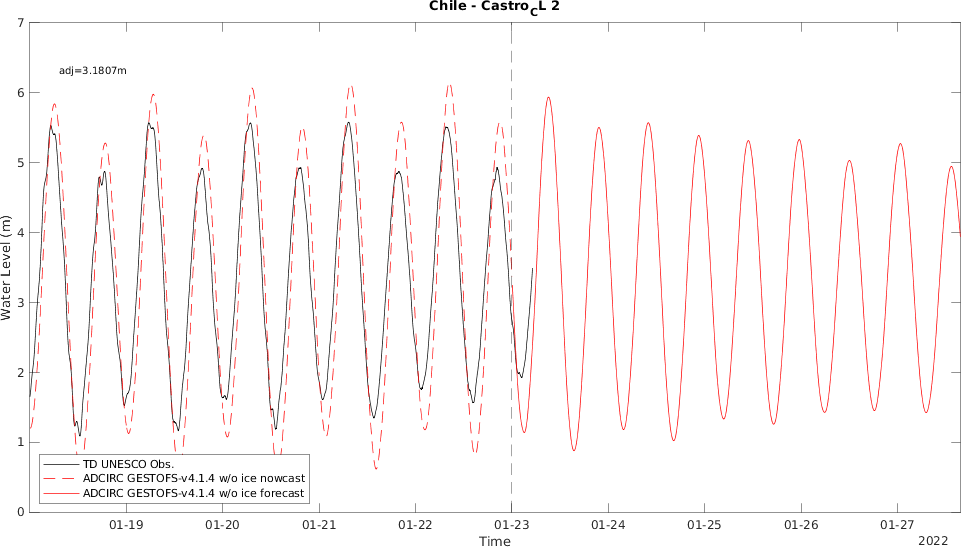 Chile - Castro_CL 2
adj=3.1807m
Water Level (m)
7
6
5
4
3
2
1
0
TD UNESCO Obs.
ADCIRC GESTOFS-v4.1.4 w/o ice nowcast
ADCIRC GESTOFS-v4.1.4 w/o ice forecast
01-19 01-20 01-21 01-22 01-23 01-24 01-25 01-26 01-27
Time
2022